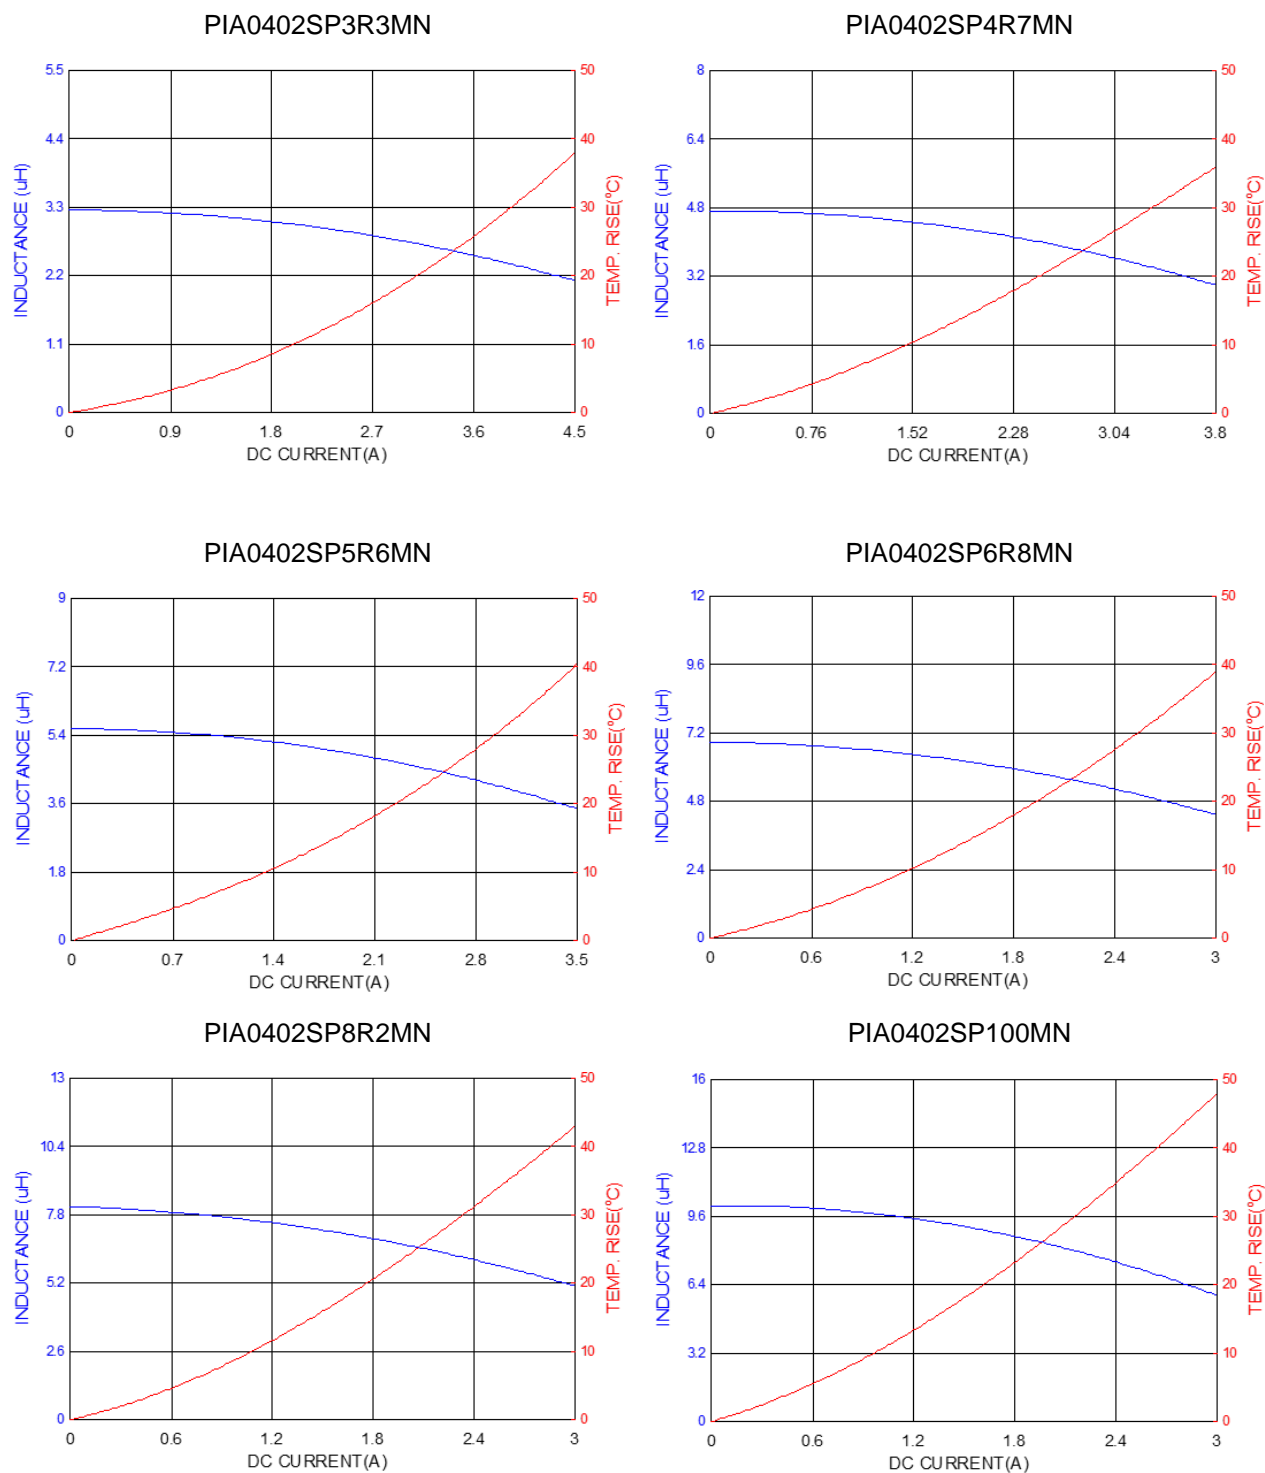 PIA0402SP3R3MN
5.5
4.4
3.3
2.2
1.1
0
50
40
30
20
10
0
0 0.9 1.8 2.7 3.6 4.5
DC CURRENT(A)
INDUCTANCE (uH)
TEMP. RISE(ºC)
PIA0402SP4R7MN
8
6.4
4.8
3.2
1.6
0
50
40
30
20
10
0
0 0.76 1.52 2.28 3.04 3.8
DC CURRENT(A)
INDUCTANCE (uH)
TEMP. RISE(ºC)
PIA0402SP5R6MN
9
7.2
5.4
3.6
1.8
0
50
40
30
20
10
0
0 0.7 1.4 2.1 2.8 3.5
DC CURRENT(A)
INDUCTANCE (uH)
TEMP. RISE(ºC)
PIA0402SP6R8MN
12
9.6
7.2
4.8
2.4
0
50
40
30
20
10
0
0 0.6 1.2 1.8 2.4 3
DC CURRENT(A)
INDUCTANCE (uH)
TEMP. RISE(ºC)
PIA0402SP8R2MN
13
10.4
7.8
5.2
2.6
0
50
40
30
20
10
0
0 0.6 1.2 1.8 2.4 3
DC CURRENT(A)
INDUCTANCE (uH)
TEMP. RISE(ºC)
PIA0402SP100MN
16
12.8
9.6
6.4
3.2
0
50
40
30
20
10
0
0 0.6 1.2 1.8 2.4 3
DC CURRENT(A)
INDUCTANCE (uH)
TEMP. RISE(ºC)